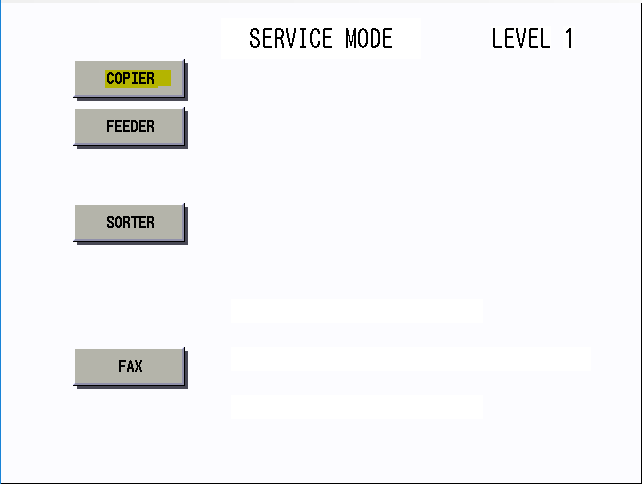 SERVICE MODE LEVEL 1
COPIER
FEEDER
SORTER
FAX